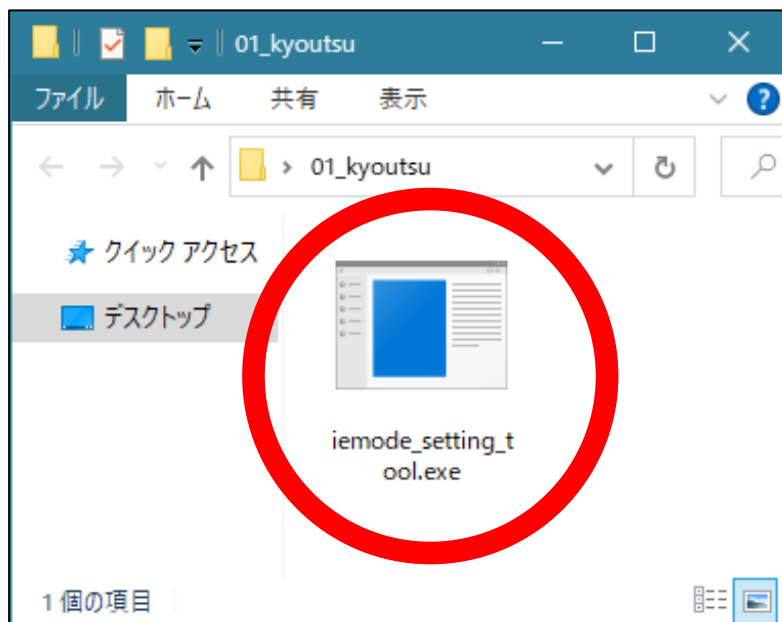 01_kyoutsu
ファイル ホーム 共有 表示
01_kyoutsu
クイック アクセス
デスクトップ
iemode_setting_t
ool.exe
1 個の項目